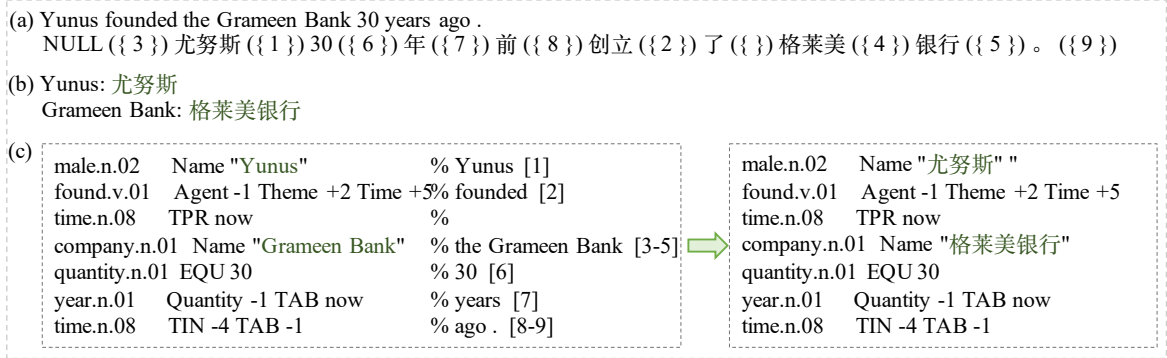 (a) Yunus founded the Grameen Bank 30 years ago .
NULL ({ 3 }) 尤努斯 ({ 1 }) 30 ({ 6 }) 年 ({ 7 }) 前 ({ 8 }) 创立 ({ 2 }) 了 ({ }) 格莱美 ({ 4 }) 银行 ({ 5 }) 。 ({ 9 })
(b) Yunus: 尤努斯
Grameen Bank: 格莱美银行
(c)
male.n.02 Name "Yunus" % Yunus [1]
found.v.01 Agent -1 Theme +2 Time +5% founded [2]
time.n.08 TPR now %
company.n.01 Name "Grameen Bank" % the Grameen Bank [3-5]
quantity.n.01 EQU 30 % 30 [6]
year.n.01 Quantity -1 TAB now % years [7]
time.n.08 TIN -4 TAB -1 % ago . [8-9]
male.n.02 Name "尤努斯" "
found.v.01 Agent -1 Theme +2 Time +5
time.n.08 TPR now
company.n.01 Name "格莱美银行"
quantity.n.01 EQU 30
year.n.01 Quantity -1 TAB now
time.n.08 TIN -4 TAB -1